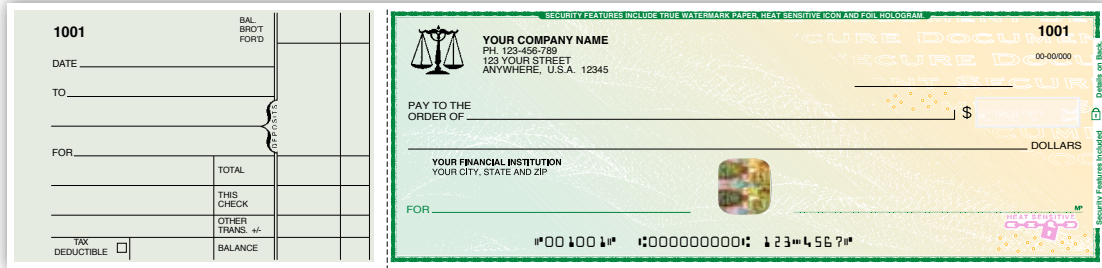 1001
BAL.
BRO'T
FOR'D
DATE
TO
DEPOSITS
FOR
TOTAL
THIS
CHECK
OTHER
TRANS. +/-
TAX
DEDUCTIBLE
BALANCE
SECURITY FEATURES INCLUDE TRUE WATERMARK PAPER, HEAT SENSITIVE ICON AND FOIL HOLOGRAM.
YOUR COMPANY NAME
PH. 123-456-789
123 YOUR STREET
ANYWHERE, U.S.A. 12345
1001
00-00/000
PAY TO THE
ORDER OF
$
DOLLARS
YOUR FINANCIAL INSTITUTION
YOUR CITY, STATE AND ZIP
FOR
MP
HEAT SENSITIVE
⑈001001⑈ ⑆000000000⑆ 123⑉4567⑈
Security Features Included
Details on Back.